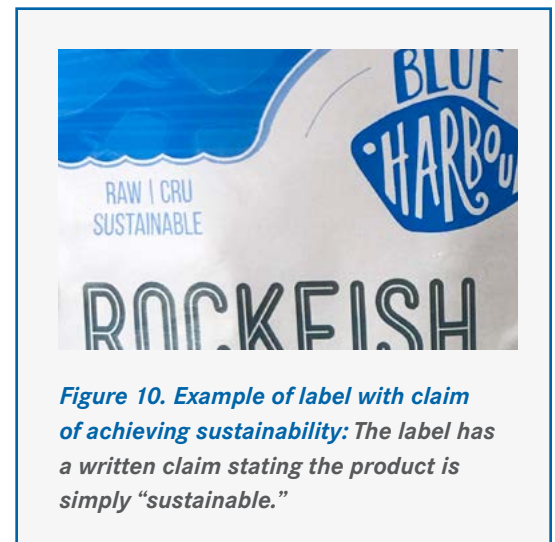 BLUE
RAW | CRU
SUSTAINABLE
ROCKFISH
Figure 10. Example of label with claim
of achieving sustainability: The label has
a written claim stating the product is
simply “sustainable.”